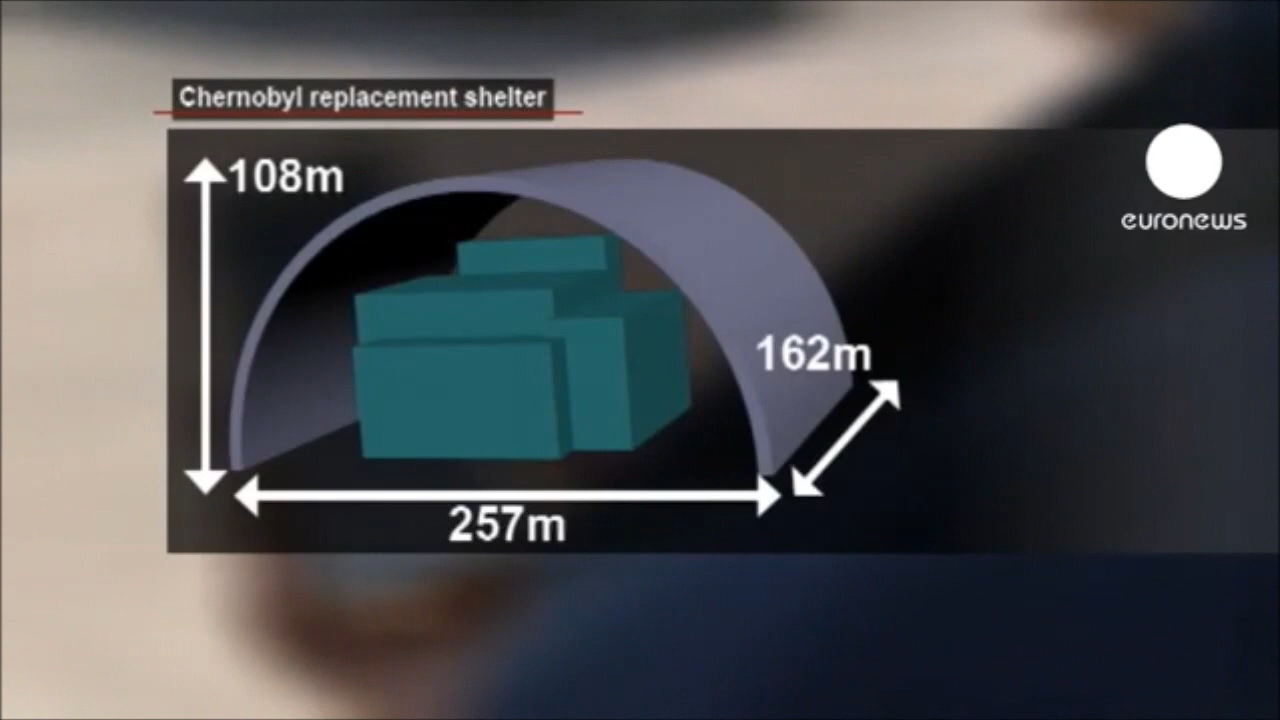 Chernobyl replacement shelter
108m
euronews
162m
257m